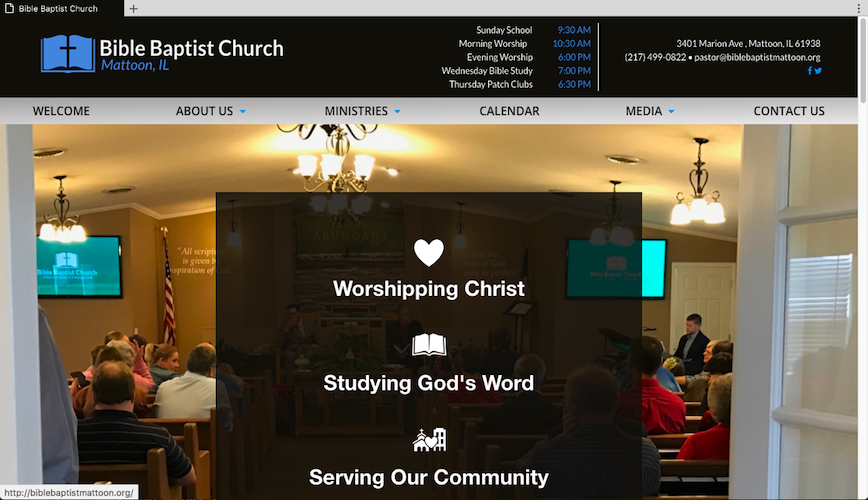 Bible Baptist Church
Bible Baptist Church
Mattoon, IL
Sunday School 9:30 AM
Morning Worship 10:30 AM
Evening Worship 6:00 PM
Wednesday Bible Study 7:00 PM
Thursday Patch Clubs 6:30 PM
3401 Marion Ave , Mattoon, IL 61938
(217) 499-0822 • pastor@biblebaptistmattoon.org
WELCOME
ABOUT US
MINISTRIES
CALENDAR
MEDIA
CONTACT US
"All scripture
is given by
inspiration of God...
Bible Baptist Church
ABUNDANT
Bible Baptist Church
Worshipping Christ
Studying God's Word
Serving Our Community
http://biblebaptistmattoon.org/